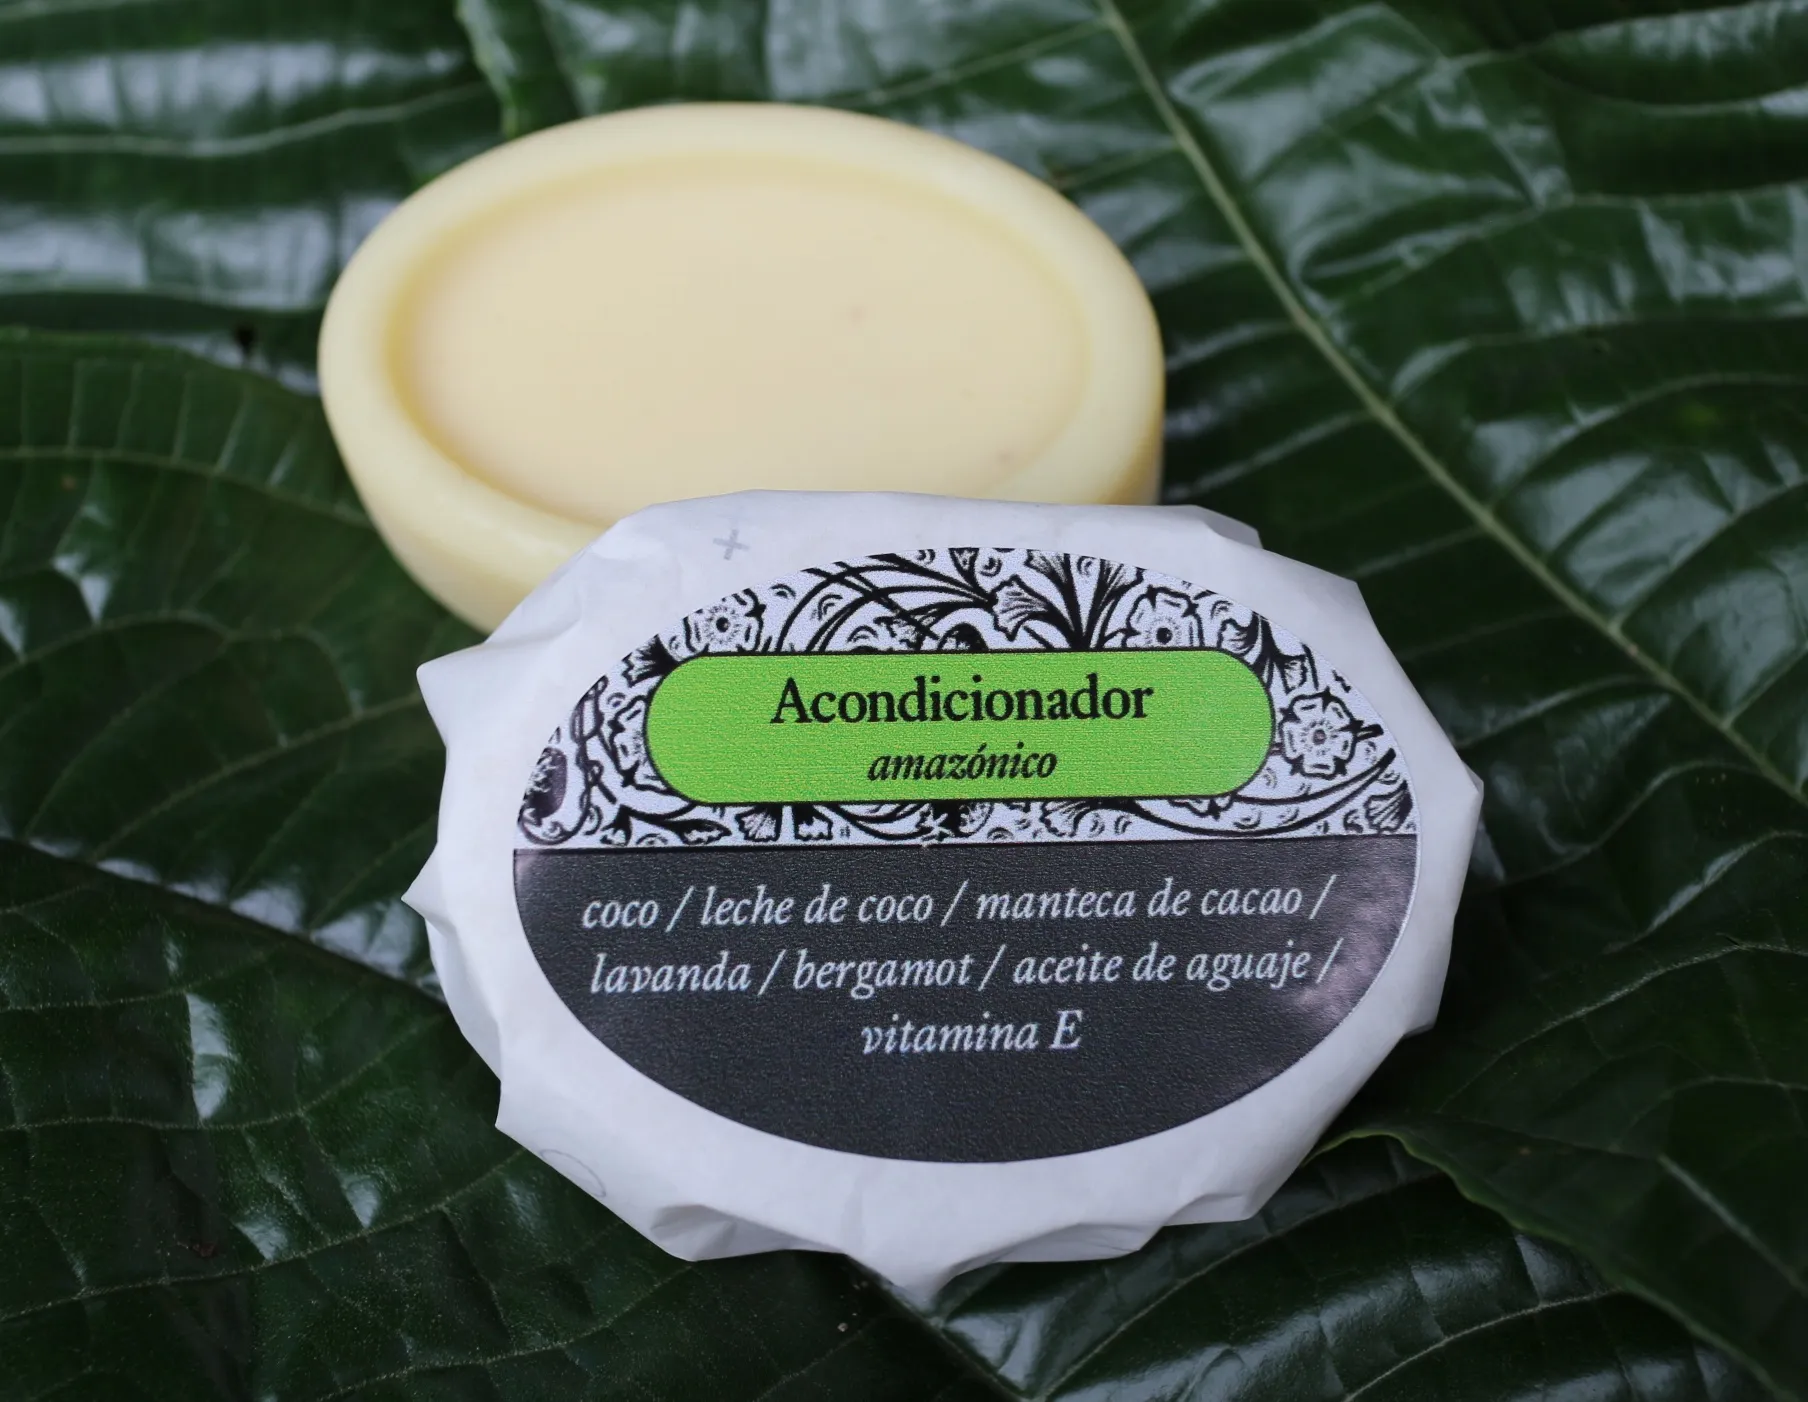 Acondicionador
amazónico
coco / leche de coco / manteca de cacao /
lavanda / bergamot / aceite de aguaje /
vitamina E